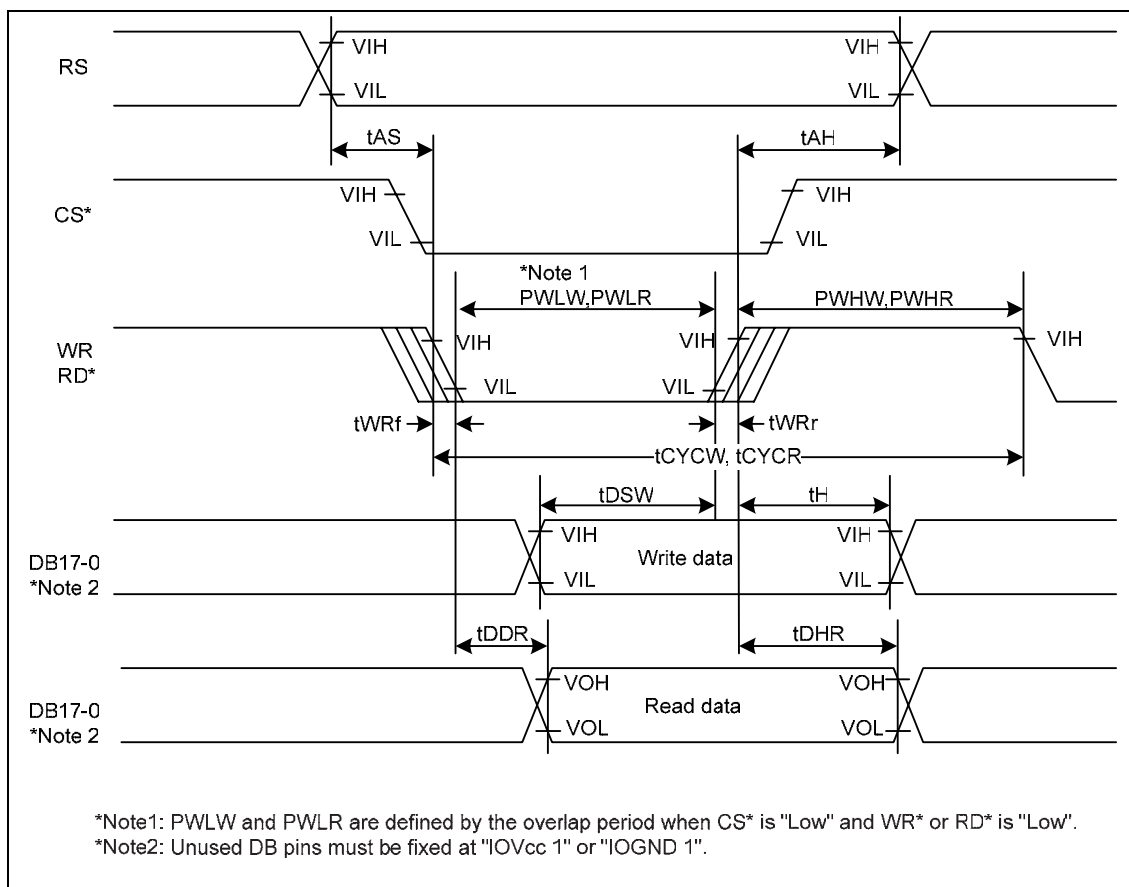 RS
VIH
VIH
VIL
VIL
tAS
tAH
CS*
VIH
VIH
VIL
VIL
*Note 1
PWLW,PWLR
PWHW,PWHR
WR
RD*
VIH
VIH
VIH
VIL
VIL
tWRf
tWRr
tCYCW, tCYCR
tDSW
tH
DB17-0
*Note 2
VIH
Write data
VIH
VIL
VIL
tDDR
tDHR
DB17-0
*Note 2
VOH
Read data
VOH
VOL
VOL
*Note1: PWLW and PWLR are defined by the overlap period when CS* is "Low" and WR* or RD* is "Low".
*Note2: Unused DB pins must be fixed at "IOVcc 1" or "IOGND 1".